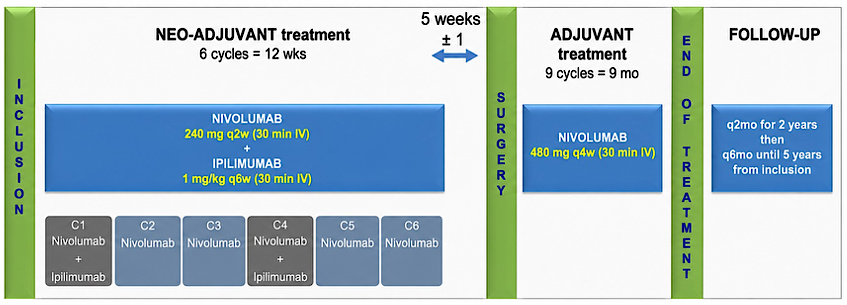 INCLUSION
NEO-ADJUVANT treatment
6 cycles = 12 wks
NIVOLUMAB
240 mg q2w (30 min IV)
+
IPILIMUMAB
1 mg/kg q6w (30 min IV)
C1
Nivolumab
+
Ipilimumab
C2
Nivolumab
C3
Nivolumab
C4
Nivolumab
+
Ipilimumab
C5
Nivolumab
C6
Nivolumab
5 weeks
± 1
SURGERY
ADJUVANT
treatment
9 cycles = 9 mo
NIVOLUMAB
480 mg q4w (30 min IV)
END OF TREATMENT
FOLLOW-UP
q2mo for 2 years
then
q6mo until 5 years
from inclusion